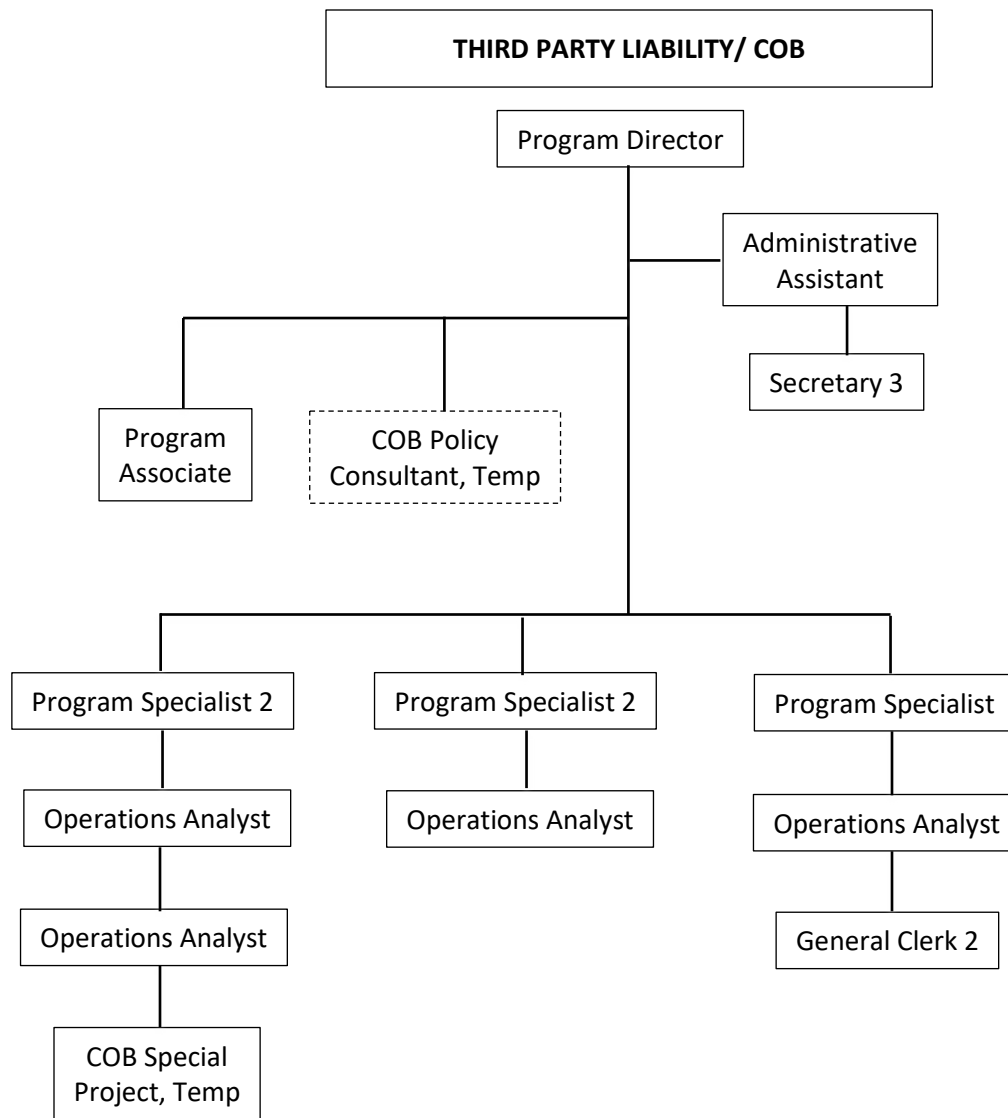 THIRD PARTY LIABILITY/ COB
Program Director
Administrative
Assistant
Secretary 3
Program
Associate
COB Policy
Consultant, Temp
Program Specialist 2
Program Specialist 2
Program Specialist
Operations Analyst
Operations Analyst
Operations Analyst
Operations Analyst
General Clerk 2
COB Special
Project, Temp